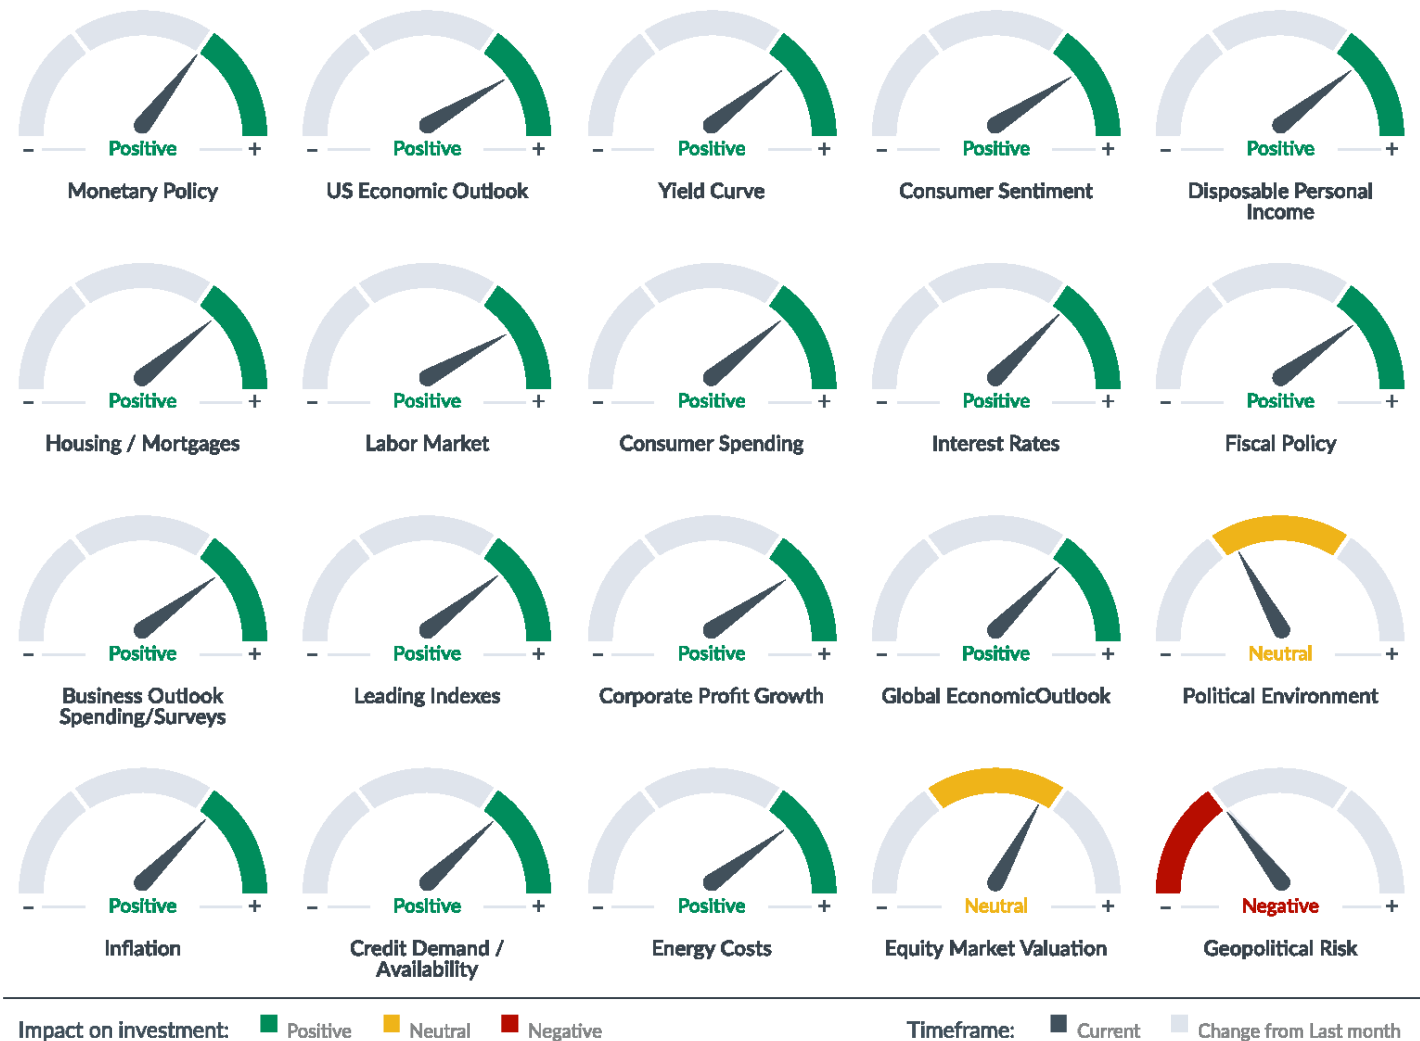 Positive Positive Positive Positive Positive
- + - + - + - + - +
Monetary Policy US Economic Outlook Yield Curve Consumer Sentiment Disposable Personal
Income
Positive Positive Positive Positive Positive
- + - + - + - + - +
Housing / Mortgages Labor Market Consumer Spending Interest Rates Fiscal Policy
Positive Positive Positive Positive Neutral
- + - + - + - + - +
Business Outlook Leading Indexes Corporate Profit Growth Global EconomicOutlook Political Environment
Spending/Surveys
Positive Positive Positive Neutral Negative
- + - + - + - + - +
Inflation Credit Demand / Energy Costs Equity Market Valuation Geopolitical Risk
Availability
Impact on investment: Positive Neutral Negative Timeframe: Current Change from Last month